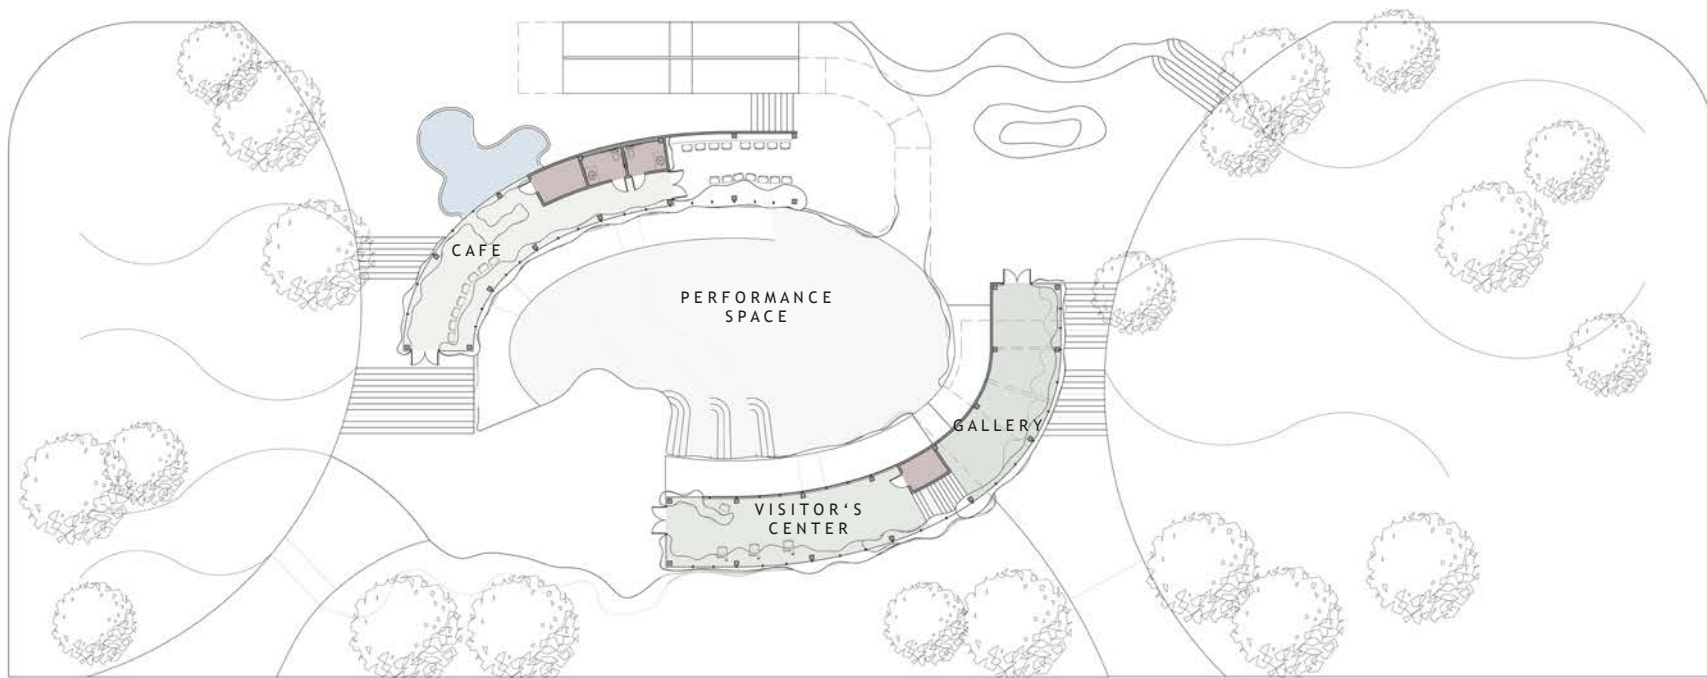 CAFE
PERFORMANCE
SPACE
GALLERY
VISITOR‘S
CENTER